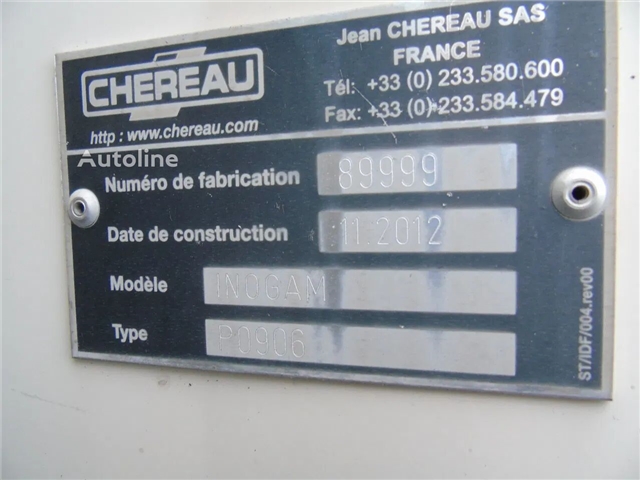 CHEREAU
http : www.chereau.com
Jean CHEREAU SAS
FRANCE
Tél: +33 (0) 233.580.600
Fax: +33 (0) 233.584.479
Autoline
Numéro de fabrication 89999
Date de construction 11.2012
Modèle INOGAM
Type P0906
ST/IDF/004.rev00